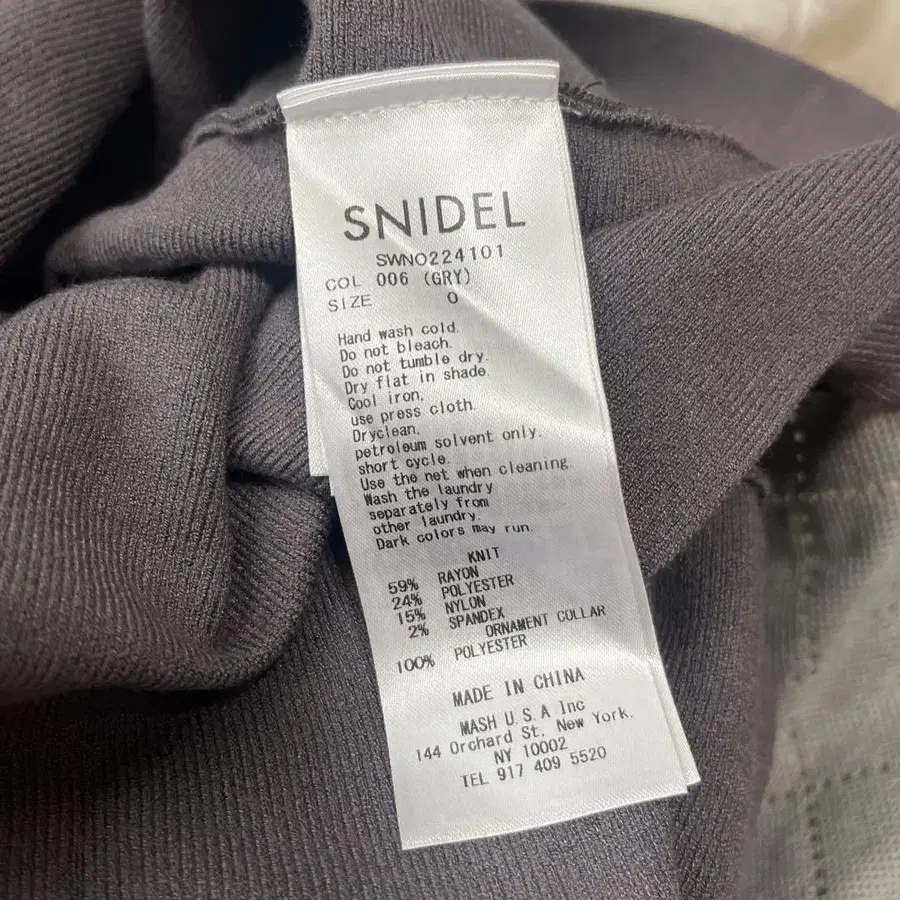 SNIDEL
SWNO224101
COL 006 (GRY)
SIZE 0
Hand wash cold.
Do not bleach.
Do not tumble dry.
Dry flat in shade.
Cool iron,
use press cloth.
Dryclean,
petroleum solvent only.
short cycle.
Use the net when cleaning.
Wash the laundry
separately from
other laundry.
Dark colors may run.
KNIT
59% RAYON
24% POLYESTER
15% NYLON
2% SPANDEX
ORNAMENT COLLAR
100% POLYESTER
MADE IN CHINA
MASH U.S.A Inc
144 Orchard St, New York.
NY 10002
TEL 917 409 5520